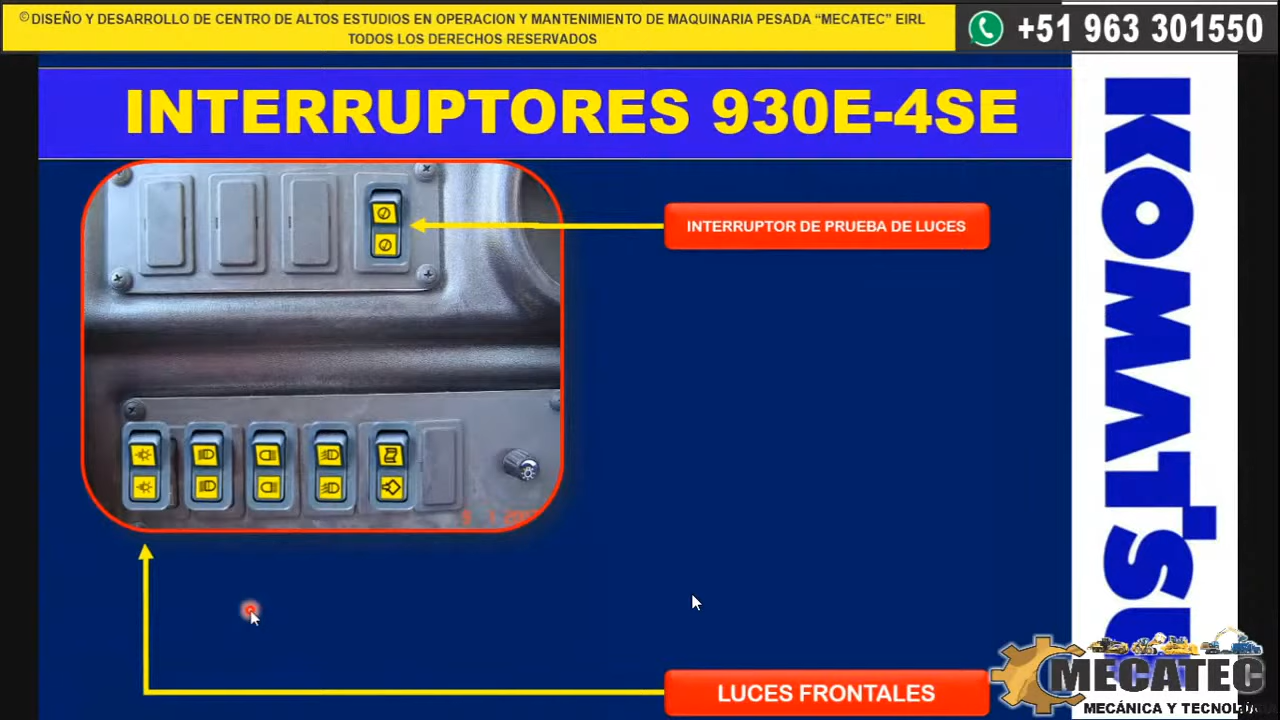 © DISEÑO Y DESARROLLO DE CENTRO DE ALTOS ESTUDIOS EN OPERACION Y MANTENIMIENTO DE MAQUINARIA PESADA “MECATEC” EIRL
TODOS LOS DERECHOS RESERVADOS
+51 963 301550
INTERRUPTORES 930E-4SE
KOMATSU
INTERRUPTOR DE PRUEBA DE LUCES
LUCES FRONTALES
MECATEC
MECÁNICA Y